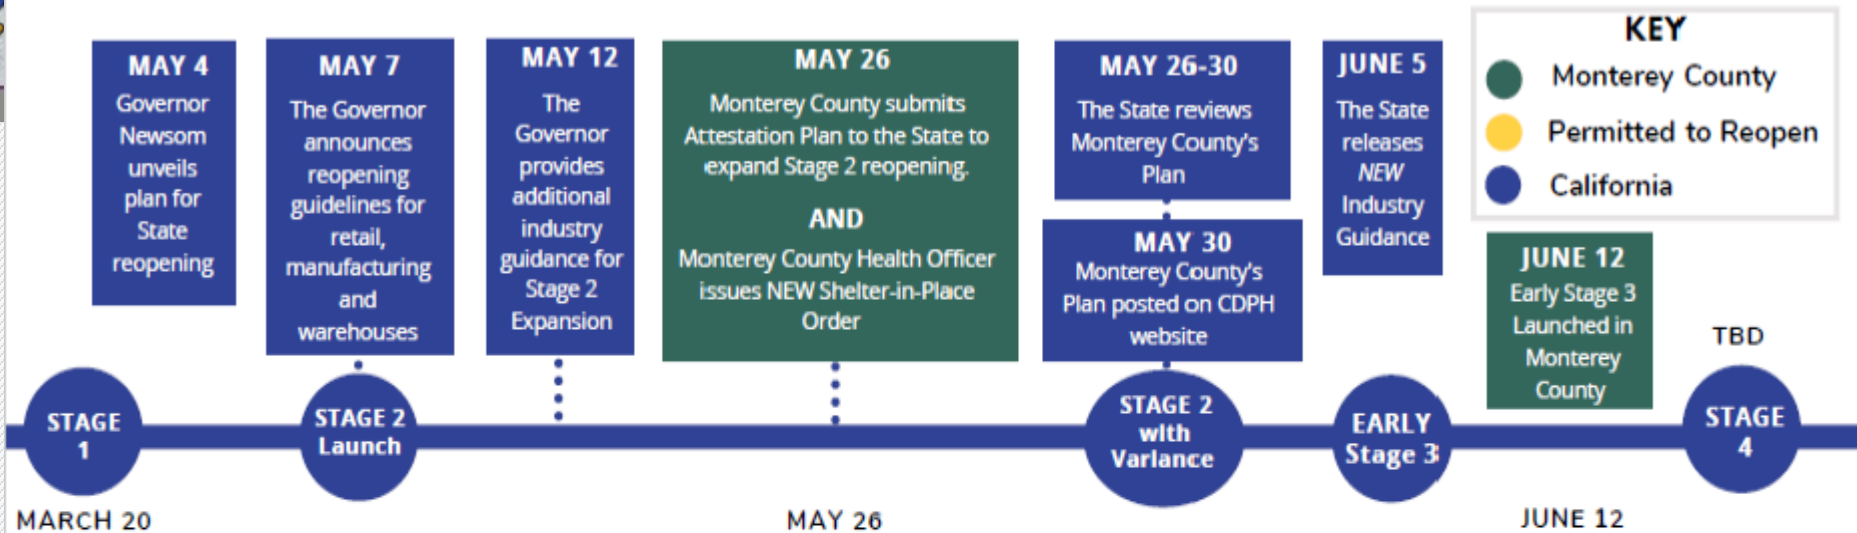 MAY 4
Governor
Newsom
unveils
plan for
State
reopening
MAY 7
The Governor
announces
reopening
guidelines for
retail,
manufacturing
and
warehouses
MAY 12
The
Governor
provides
additional
industry
guidance for
Stage 2
Expansion
MAY 26
Monterey County submits
Attestation Plan to the State to
expand Stage 2 reopening.
AND
Monterey County Health Officer
issues NEW Shelter-in-Place
Order
MAY 26-30
The State reviews
Monterey County's
Plan
MAY 30
Monterey County's
Plan posted on CDPH
website
JUNE 5
The State
releases
NEW
Industry
Guidance
KEY
Monterey County
Permitted to Reopen
California
JUNE 12
Early Stage 3
Launched in
Monterey
County
TBD
STAGE
1
STAGE 2
Launch
STAGE 2
with
Variance
EARLY
Stage 3
STAGE
4
MARCH 20
MAY 26
JUNE 12